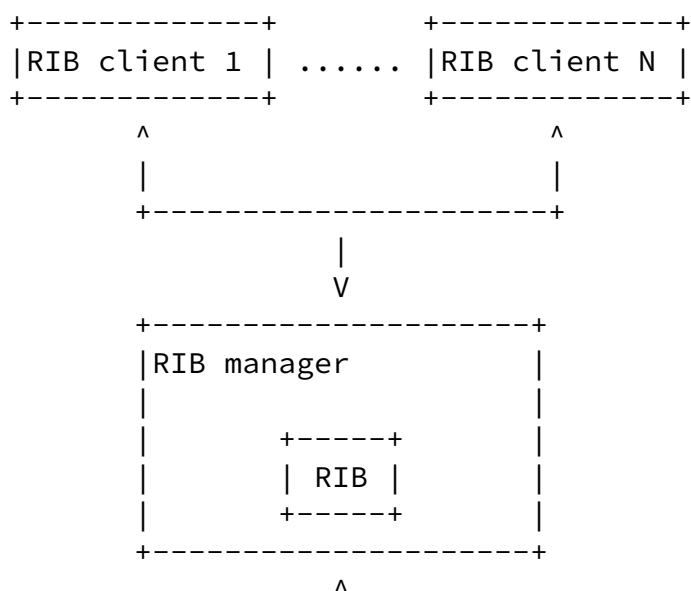 RIB client 1 ...... RIB client N
RIB manager
RIB